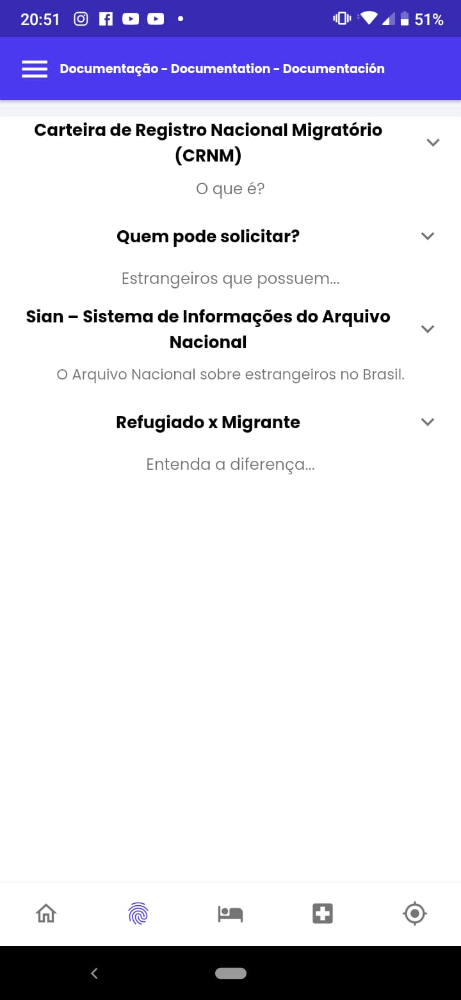 20:51
51%
Documentação - Documentation - Documentación
Carteira de Registro Nacional Migratório
(CRNM)
O que é?
Quem pode solicitar?
Estrangeiros que possuem...
Sian – Sistema de Informações do Arquivo
Nacional
O Arquivo Nacional sobre estrangeiros no Brasil.
Refugiado x Migrante
Entenda a diferença...